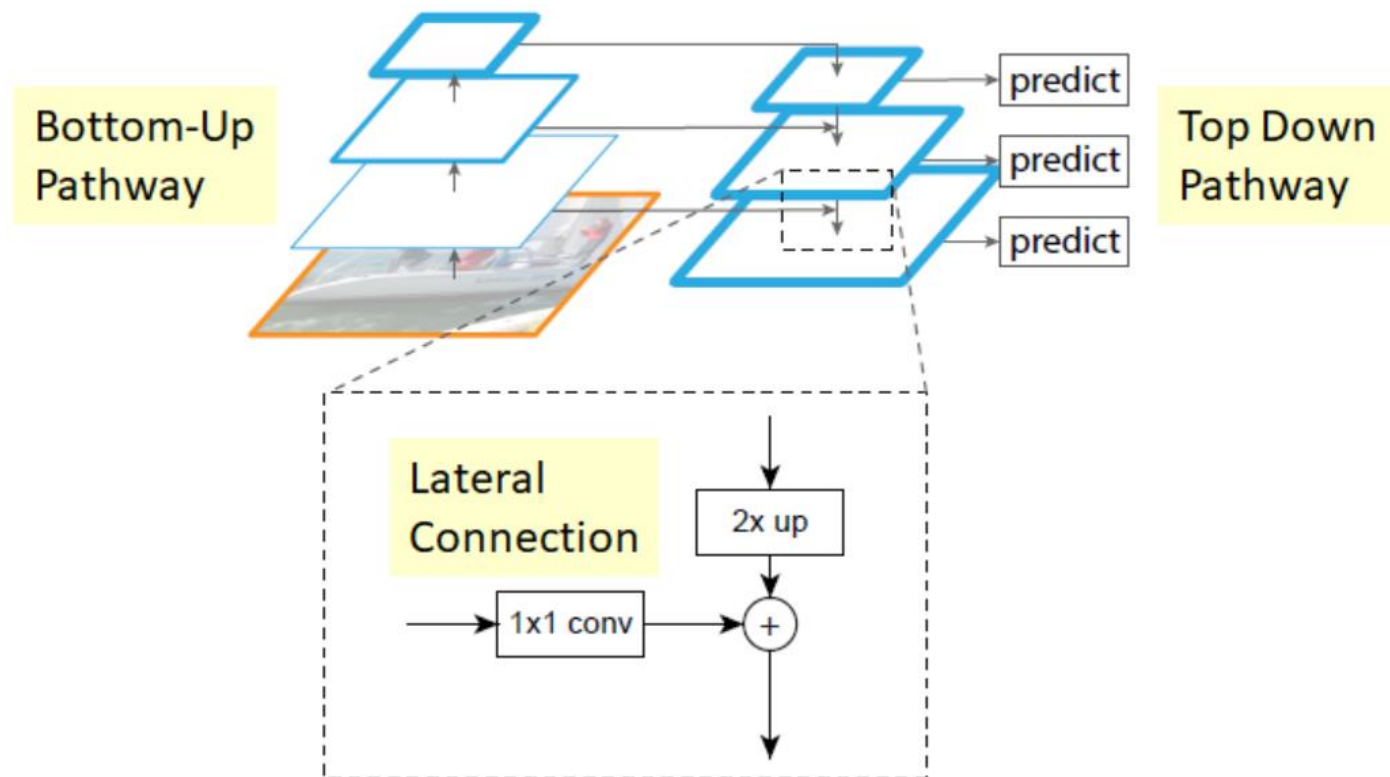 Bottom-Up
Pathway
predict
predict
predict
Top Down
Pathway
Lateral
Connection
2x up
1x1 conv
+